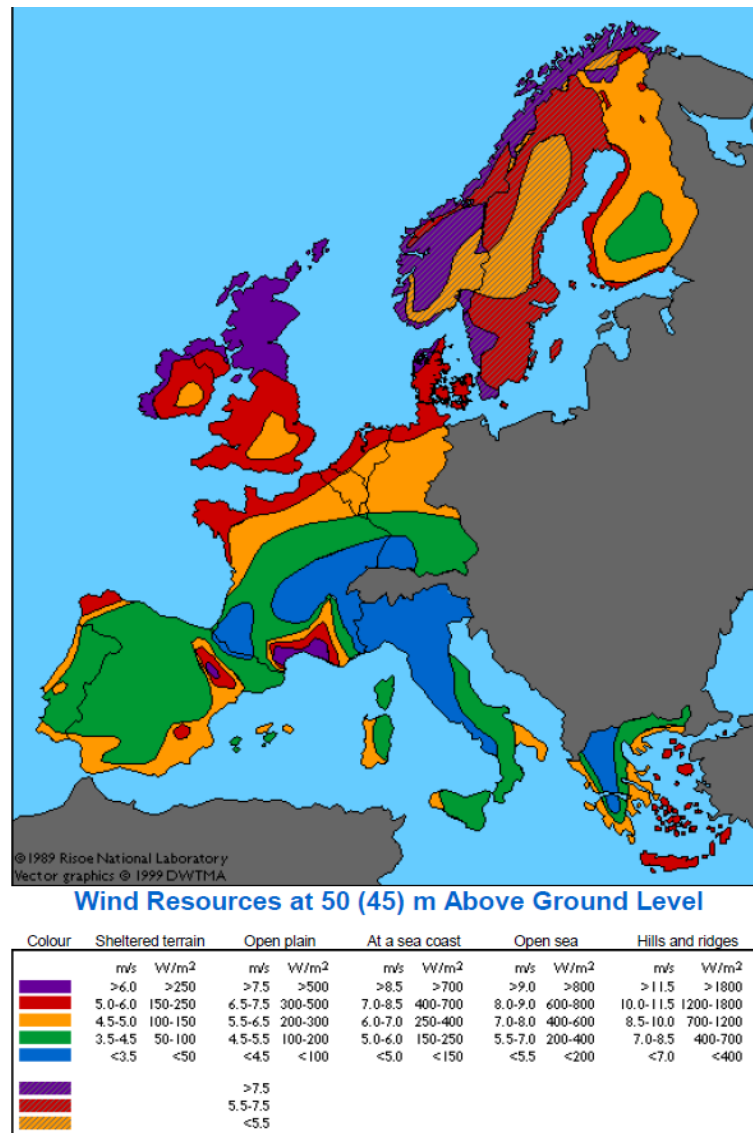 ©1989 Risoe National Laboratory
Vector graphics © 1999 DWTMA
Wind Resources at 50 (45) m Above Ground Level
Colour Sheltered terrain Open plain At a sea coast Open sea Hills and ridges
m/s W/m² m/s W/m² m/s W/m² m/s W/m² m/s W/m²
>6.0 >250 >7.5 >500 >8.5 >700 >9.0 >800 >11.5 >1800
5.0-6.0 150-250 6.5-7.5 300-500 7.0-8.5 400-700 8.0-9.0 600-800 10.0-11.5 1200-1800
4.5-5.0 100-150 5.5-6.5 200-300 6.0-7.0 250-400 7.0-8.0 400-600 8.5-10.0 700-1200
3.5-4.5 50-100 4.5-5.5 100-200 5.0-6.0 150-250 5.5-7.0 200-400 7.0-8.5 400-700
<3.5 <50 <4.5 <100 <5.0 <150 <5.5 <200 <7.0 <400
>7.5
5.5-7.5
<5.5